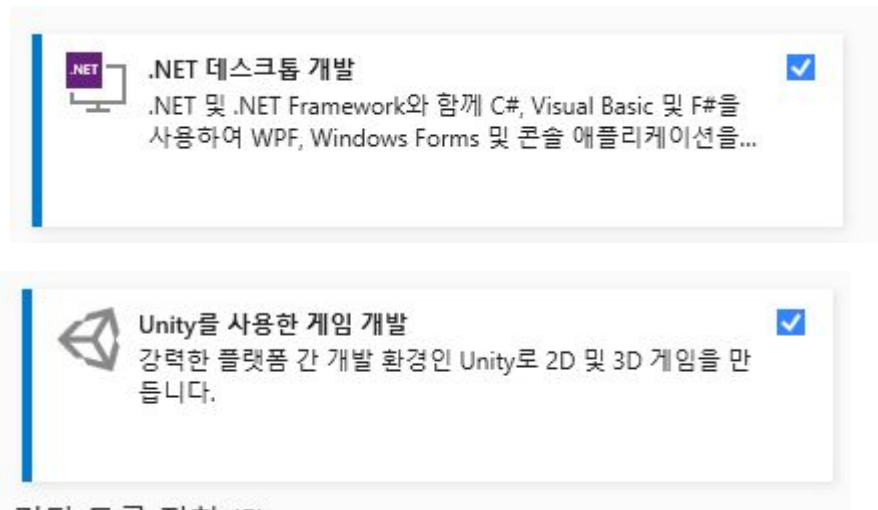 .NET
.NET 데스크톱 개발
.NET 및 .NET Framework와 함께 C#, Visual Basic 및 F#을
사용하여 WPF, Windows Forms 및 콘솔 애플리케이션을...
Unity를 사용한 게임 개발
강력한 플랫폼 간 개발 환경인 Unity로 2D 및 3D 게임을 만
듭니다.